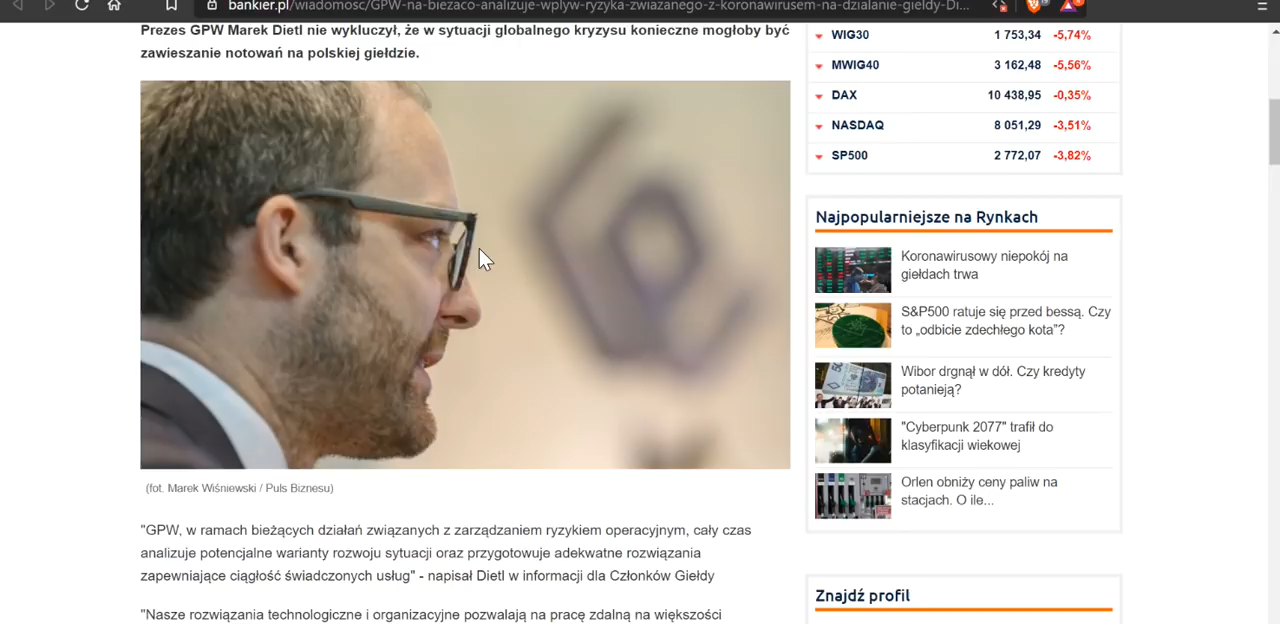 bankier.pl/wiadomosc/GPW-na-biezaco-analizuje-wplyw-ryzyka-zwiazanego-z-koronawirusem-na-dzialanie-gieldy-Di...
Prezes GPW Marek Dietl nie wykluczył, że w sytuacji globalnego kryzysu konieczne mogłoby być
zawieszanie notowań na polskiej giełdzie.
(fot. Marek Wiśniewski / Puls Biznesu)
"GPW, w ramach bieżących działań związanych z zarządzaniem ryzykiem operacyjnym, cały czas
analizuje potencjalne warianty rozwoju sytuacji oraz przygotowuje adekwatne rozwiązania
zapewniające ciągłość świadczonych usług" - napisał Dietl w informacji dla Członków Giełdy
"Nasze rozwiązania technologiczne i organizacyjne pozwalają na pracę zdalną na większości
WIG30 1 753,34 -5,74%
MWIG40 3 162,48 -5,56%
DAX 10 438,95 -0,35%
NASDAQ 8 051,29 -3,51%
SP500 2 772,07 -3,82%
Najpopularniejsze na Rynkach
Koronawirusowy niepokój na
giełdach trwa
S&P500 ratuje się przed bessą. Czy
to „odbicie zdechłego kota”?
Wibor drgnął w dół. Czy kredyty
potanieją?
"Cyberpunk 2077" trafił do
klasyfikacji wiekowej
Orlen obniży ceny paliw na
stacjach. O ile...
Znajdź profil